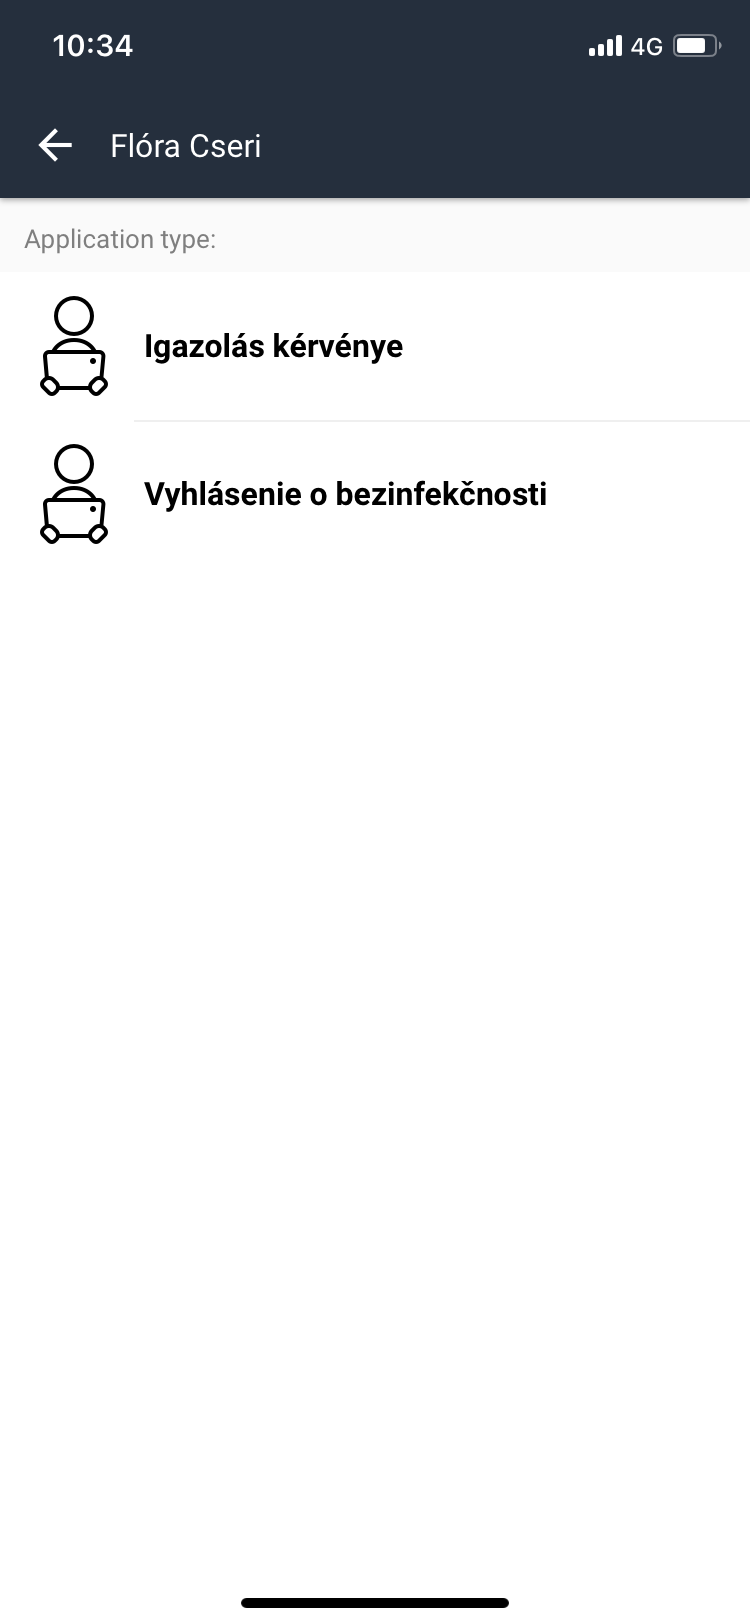 10:34
4G
Flóra Cseri
Application type:
Igazolás kérvénye
Vyhlásenie o bezinfekčnosti